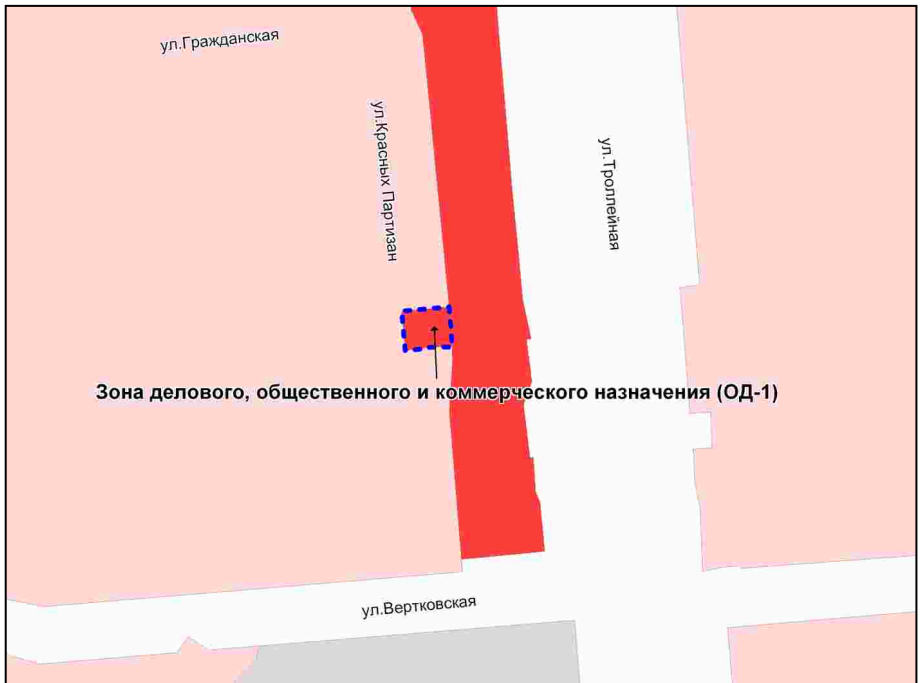 ул.Гражданская
ул.Красных Партизан
ул.Троллейная
Зона делового, общественного и коммерческого назначения (ОД-1)
ул.Вертковская